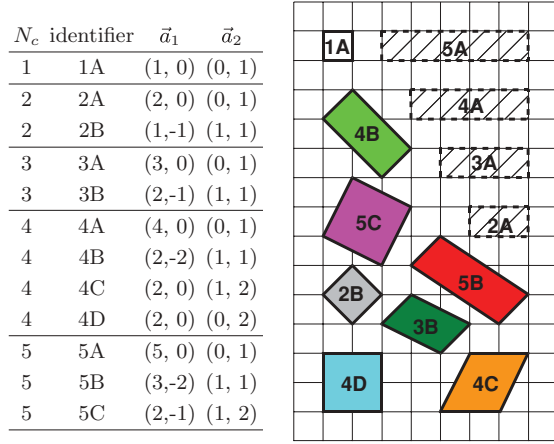 N_c identifier \vec{a}_1 \vec{a}_2
1 1A (1, 0) (0, 1)
2 2A (2, 0) (0, 1)
2 2B (1,-1) (1, 1)
3 3A (3, 0) (0, 1)
3 3B (2,-1) (1, 1)
4 4A (4, 0) (0, 1)
4 4B (2,-2) (1, 1)
4 4C (2, 0) (1, 2)
4 4D (2, 0) (0, 2)
5 5A (5, 0) (0, 1)
5 5B (3,-2) (1, 1)
5 5C (2,-1) (1, 2)
1A 5A
4A
4B
3A
5C 2A
5B
2B
3B
4D 4C